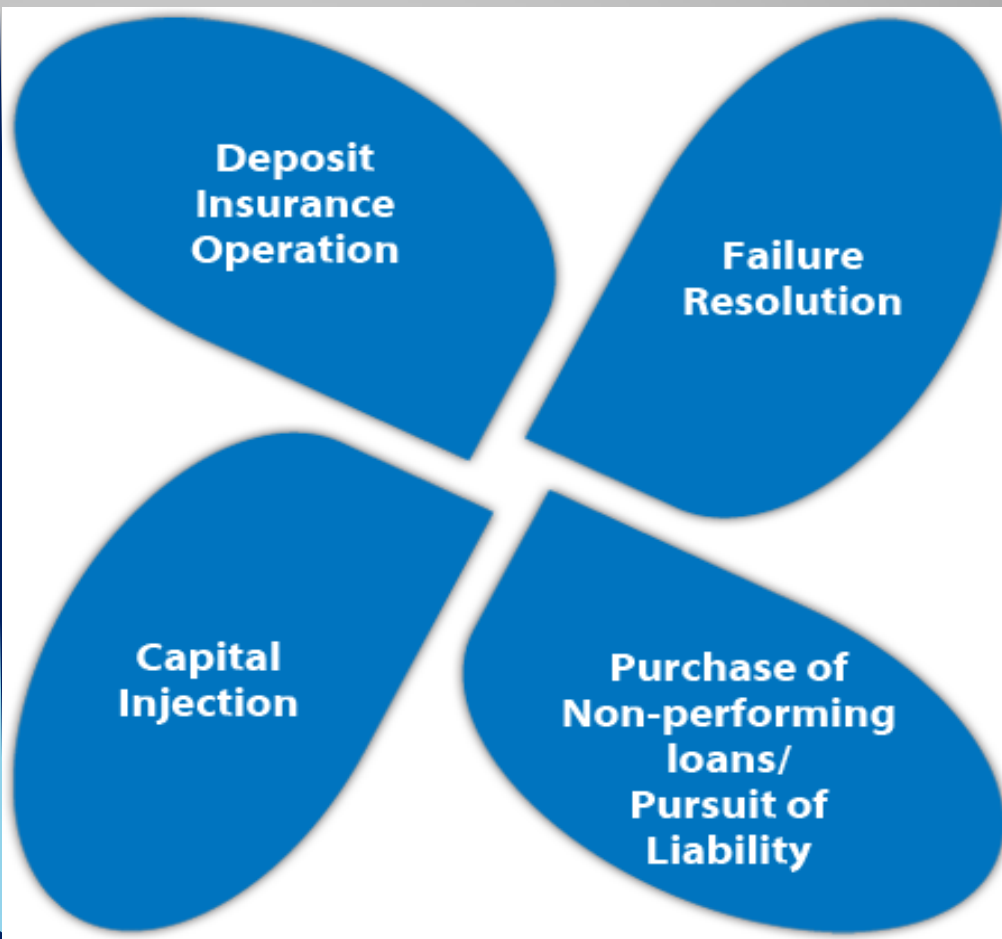 Deposit
Insurance
Operation
Failure
Resolution
Capital
Injection
Purchase of
Non-performing
loans/
Pursuit of
Liability